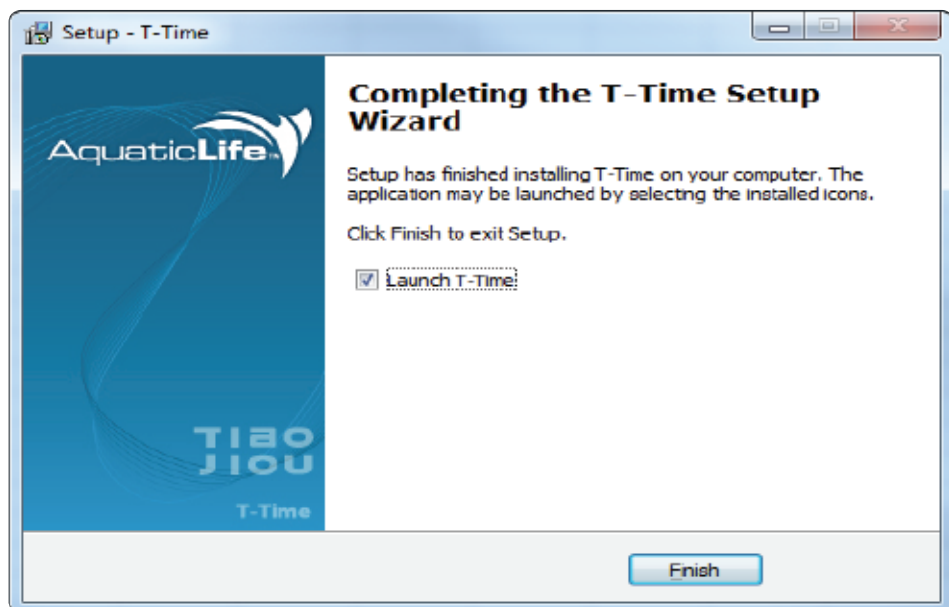 Setup - T-Time
AquaticLife™
TIAO
JIOU
T-Time
Completing the T-Time Setup
Wizard
Setup has finished installing T-Time on your computer. The
application may be launched by selecting the installed icons.
Click Finish to exit Setup.
Launch T-Time
Finish